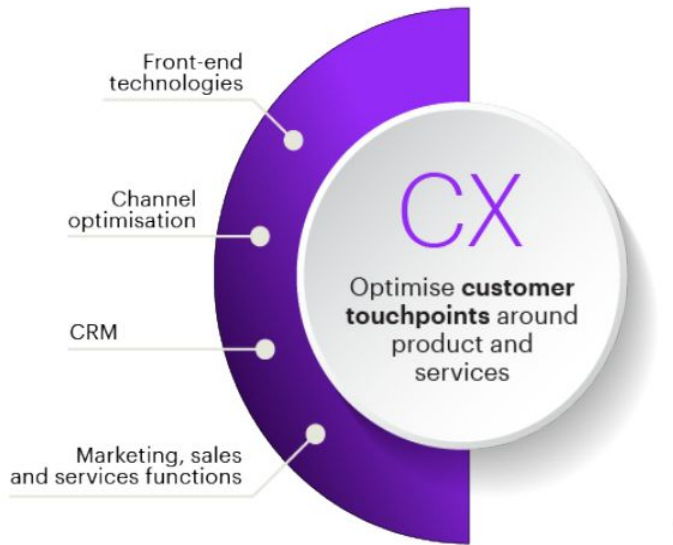 Front-end
technologies
Channel
optimisation
CRM
Marketing, sales
and services functions
CX
Optimise customer
touchpoints around
product and
services